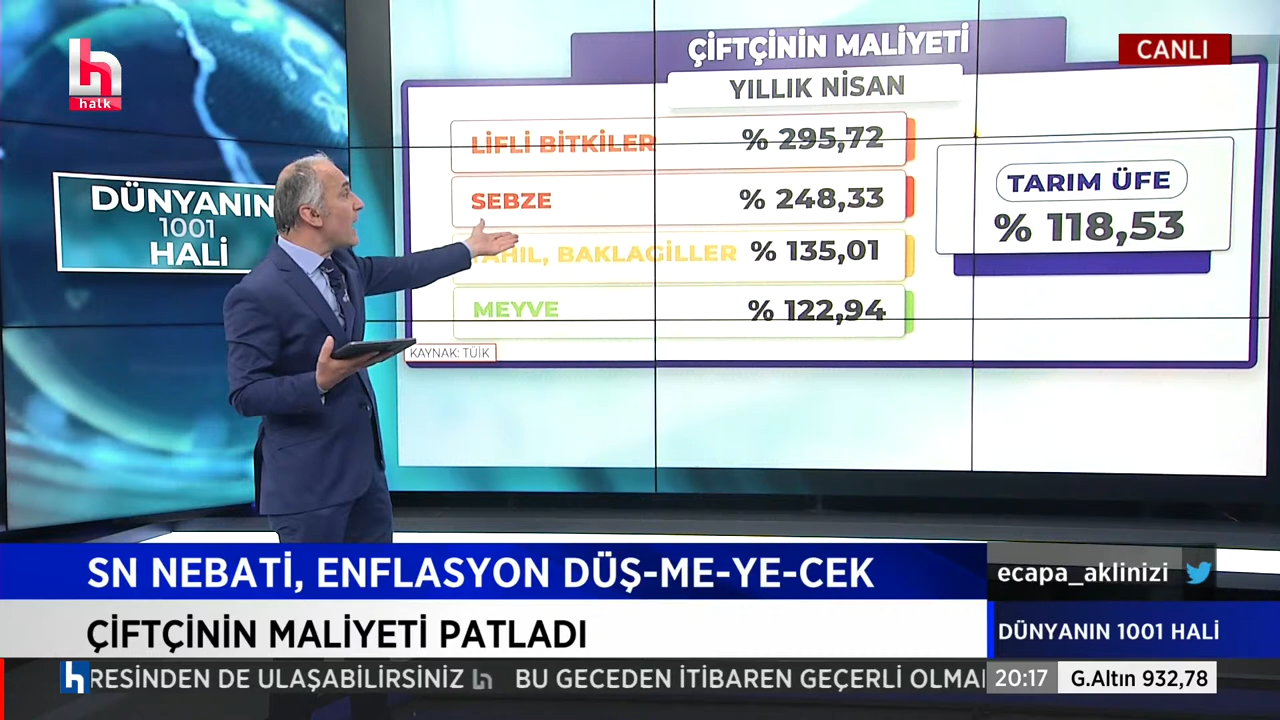 halk
ÇİFTÇİNİN MALİYETİ
CANLI
YILLIK NİSAN
LİFLİ BİTKİLER % 295,72
SEBZE % 248,33
BAKLAGİLLER % 135,01
MEYVE % 122,94
KAYNAK: TÜİK
TARIM ÜFE
% 118,53
DÜNYANIN
1001
HALİ
SN NEBATİ, ENFLASYON DÜŞ-ME-YE-CEK
ecapa_aklinizi
ÇİFTÇİNİN MALİYETİ PATLADI
DÜNYANIN 1001 HALİ
RESİNDEN DE ULAŞABİLİRSİNİZ h BU GECEDEN İTİBAREN GEÇERLİ OLMA
20:17 G.Altın 932,78